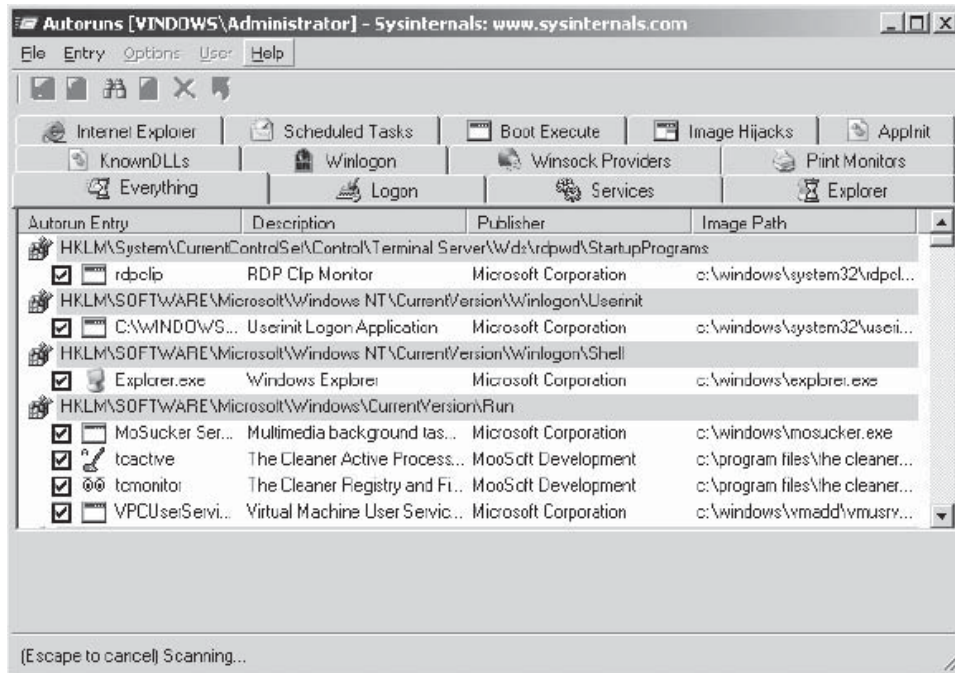 Autoruns [VINDOWS\Administrator] - Sysinternals: www.sysinternals.com
File Entry Options User Help
Internet Explorer Scheduled Tasks Boot Execute Image Hijacks AppInit
KnownDLLs Winlogon Winsock Providers Print Monitors
Everything Logon Services Explorer
Autorun Entry Description Publisher Image Path
HKLM\System\CurrentControlSet\Control\Terminal Server\Wds\rdpwd\StartupPrograms
rdpclip RDP Clip Monitor Microsoft Corporation c:\windows\system32\rdpcl...
HKLM\SOFTWARE\Microsoft\Windows NT\CurrentVersion\Winlogon\Userinit
C:\WINDOWS... Userinit Logon Application Microsoft Corporation c:\windows\system32\useri...
HKLM\SOFTWARE\Microsoft\Windows NT\CurrentVersion\Winlogon\Shell
Explorer.exe Windows Explorer Microsoft Corporation c:\windows\explorer.exe
HKLM\SOFTWARE\Microsoft\Windows\CurrentVersion\Run
MoSucker Ser... Multimedia background tas... Microsoft Corporation c:\windows\mosucker.exe
tcactive The Cleaner Active Process... MooSoft Development c:\program files\the cleaner...
tcmonitor The Cleaner Registry and Fi... MooSoft Development c:\program files\the cleaner...
VPCUserServi... Virtual Machine User Servic... Microsoft Corporation c:\windows\vmadd\vmusrv...
(Escape to cancel) Scanning...